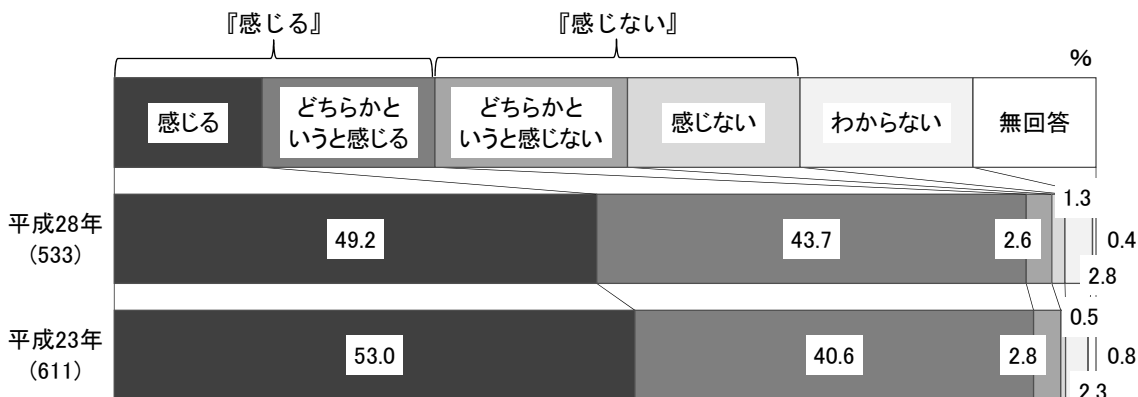 『感じる』
『感じない』
%
感じる
どちらかと
いうと感じる
どちらかと
いうと感じない
感じない
わからない
無回答
平成28年
(533)
49.2
43.7
2.6
1.3
2.8
0.4
平成23年
(611)
53.0
40.6
2.8
0.5
2.3
0.8